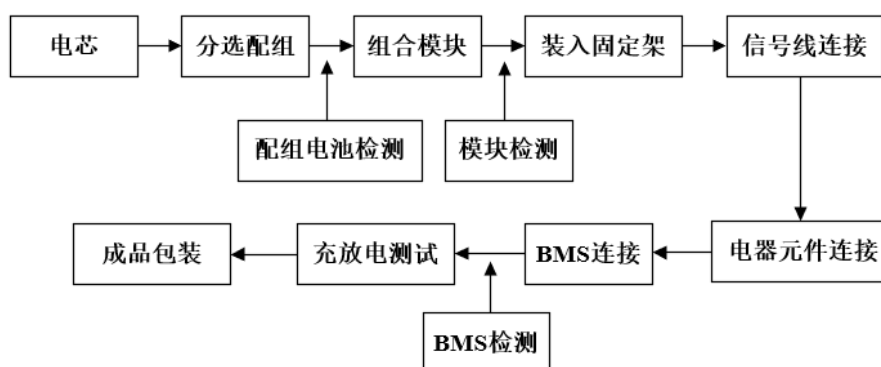 电芯
分选配组
组合模块
装入固定架
信号线连接
配组电池检测
模块检测
成品包装
充放电测试
BMS连接
电器元件连接
BMS检测